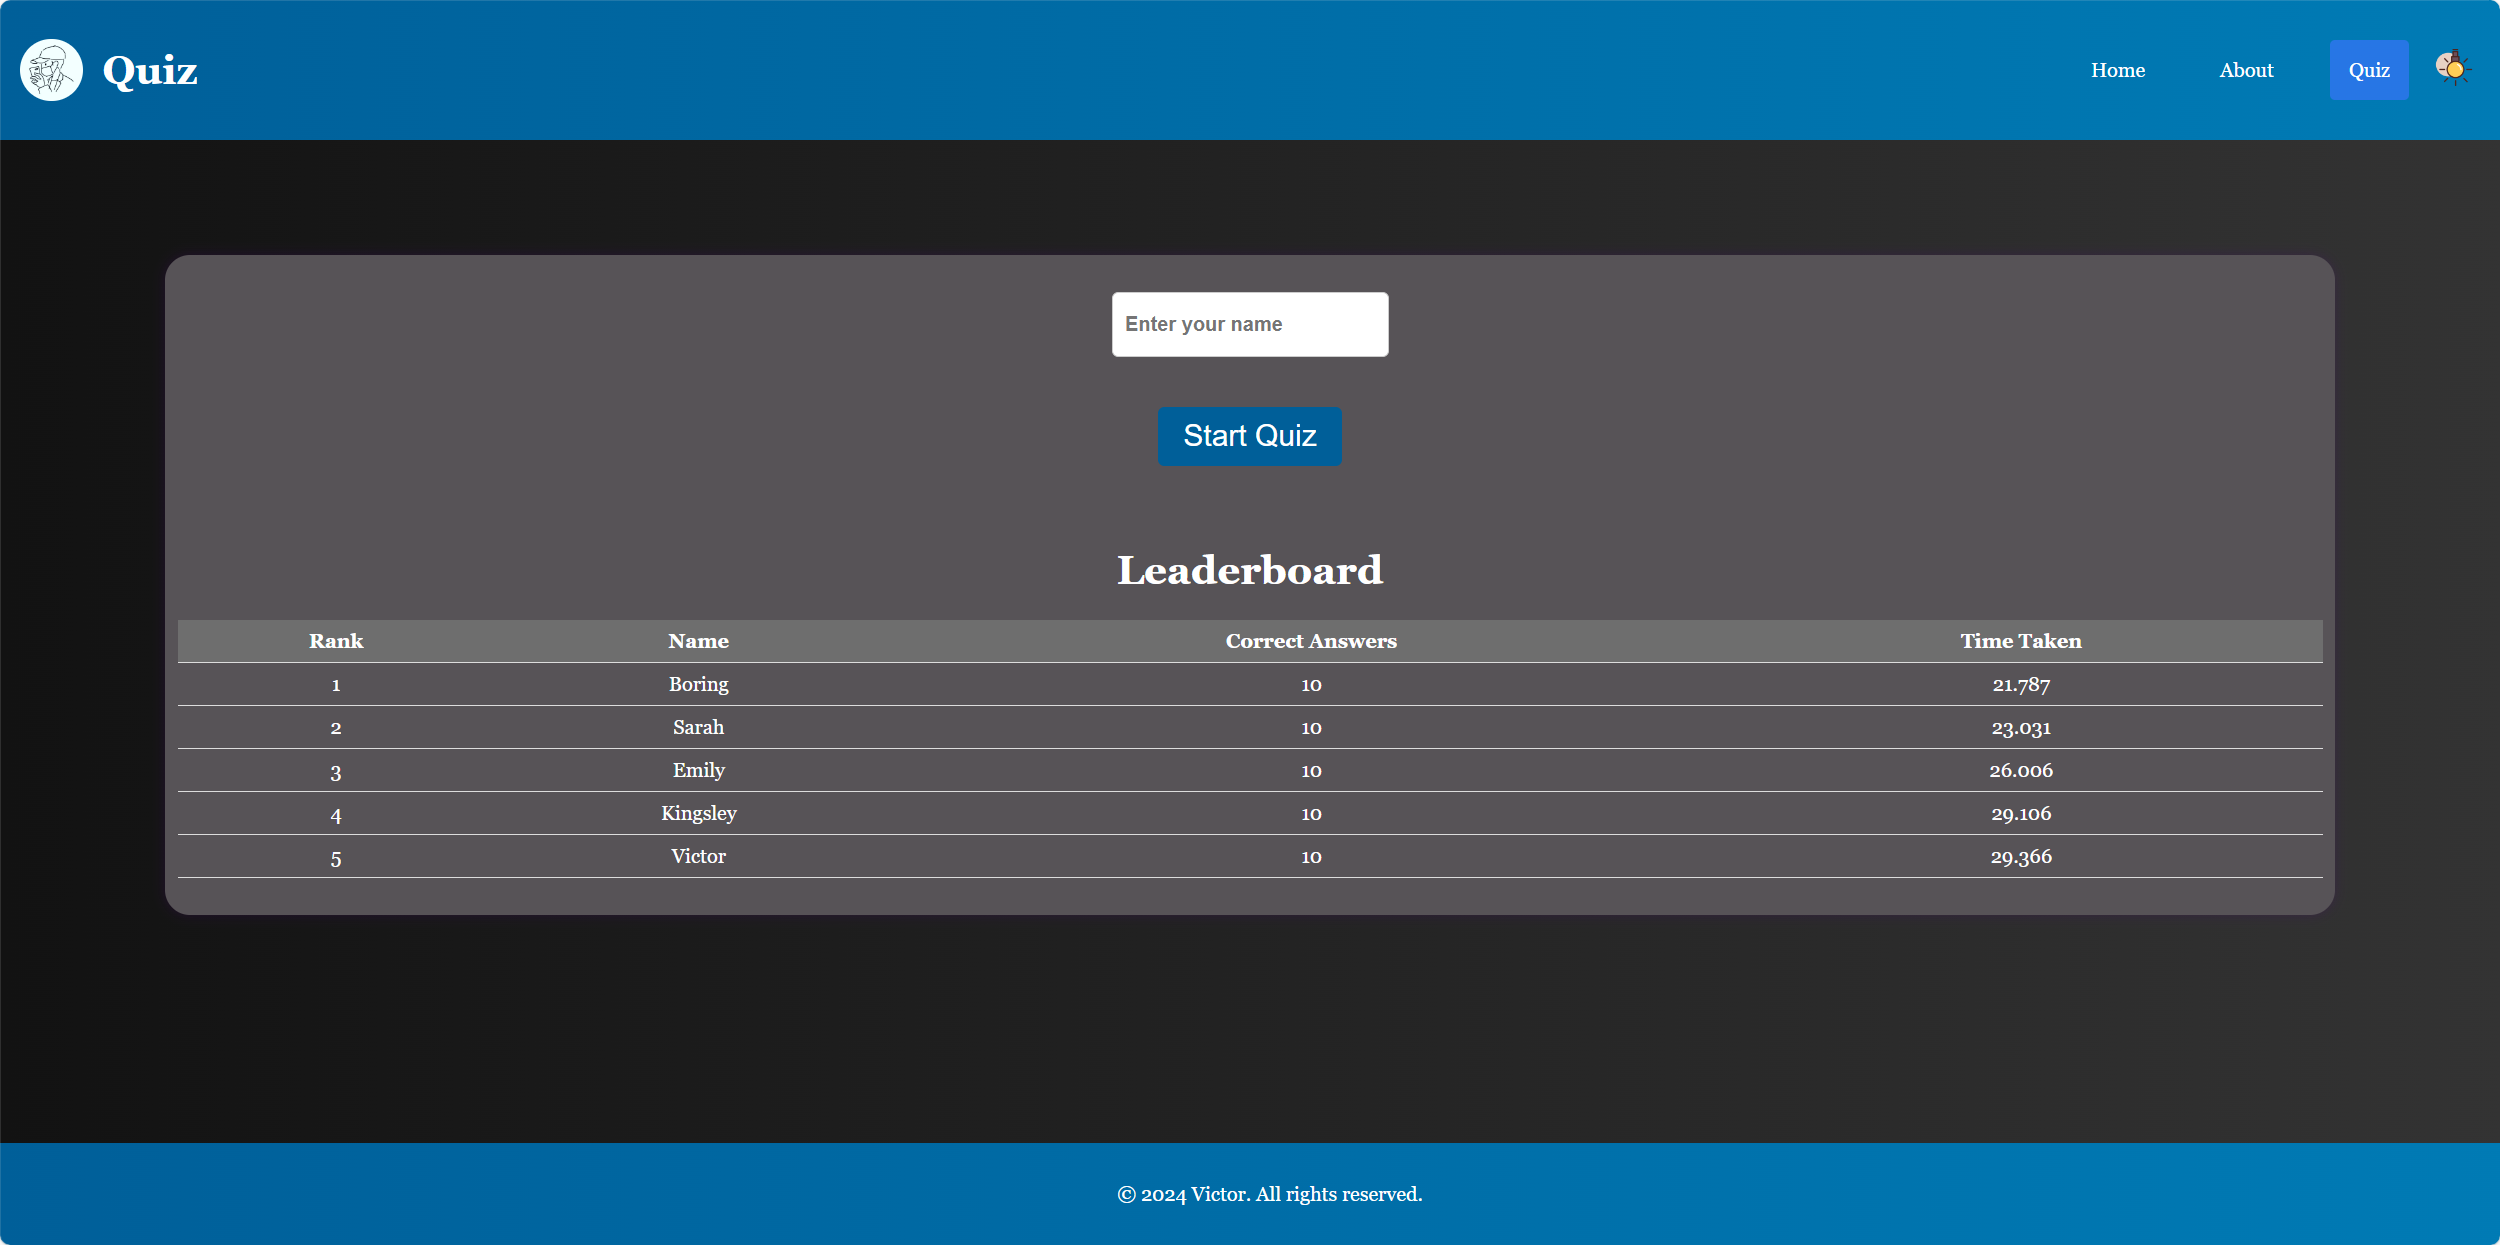 Quiz
Home About Quiz
Enter your name
Start Quiz
Leaderboard
Rank Name Correct Answers Time Taken
1 Boring 10 21.787
2 Sarah 10 23.031
3 Emily 10 26.006
4 Kingsley 10 29.106
5 Victor 10 29.366
© 2024 Victor. All rights reserved.